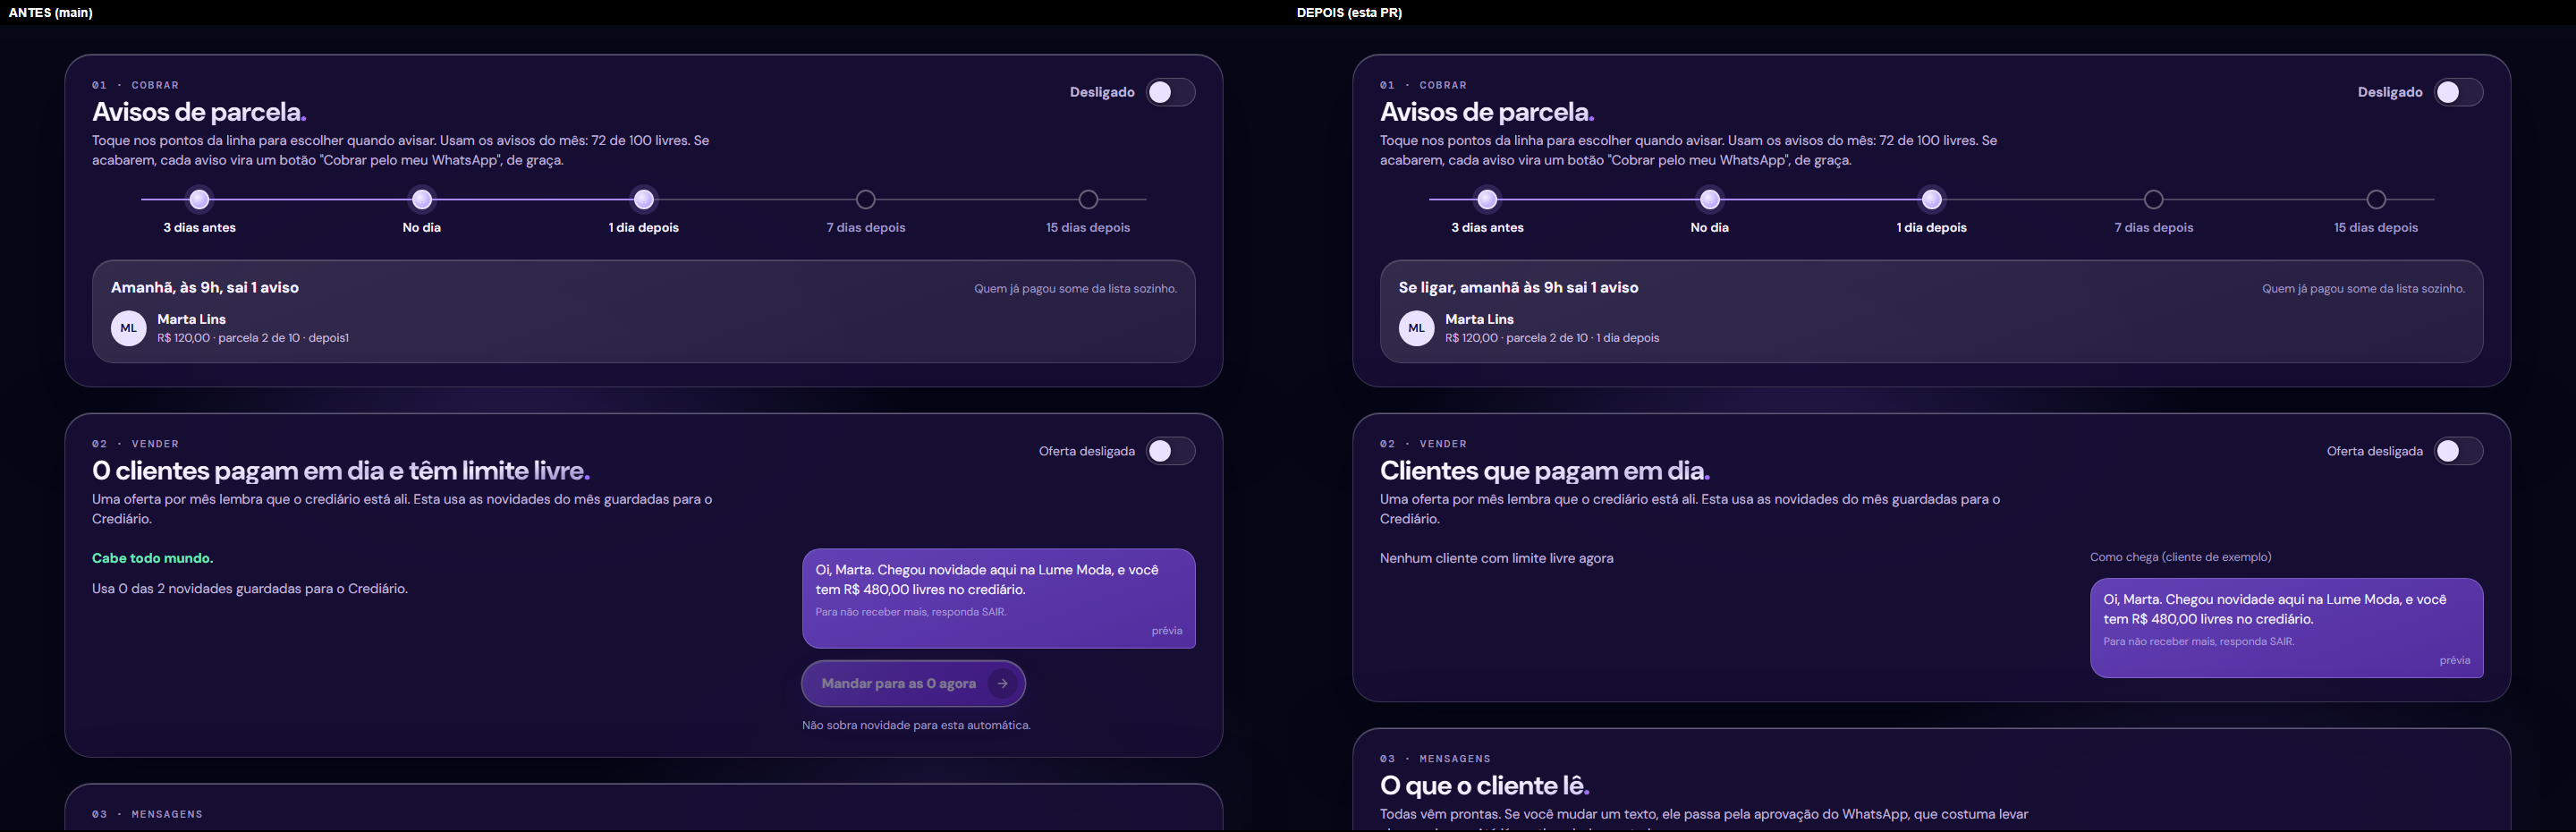 ANTES (main)
01 · COBRAR
Avisos de parcela.
Desligado
Toque nos pontos da linha para escolher quando avisar. Usam os avisos do mês: 72 de 100 livres. Se
acabarem, cada aviso vira um botão "Cobrar pelo meu WhatsApp", de graça.
3 dias antes
No dia
1 dia depois
7 dias depois
15 dias depois
Amanhã, às 9h, sai 1 aviso
Quem já pagou some da lista sozinho.
ML
Marta Lins
R$ 120,00 · parcela 2 de 10 · depois1
02 · VENDER
0 clientes pagam em dia e têm limite livre.
Oferta desligada
Uma oferta por mês lembra que o crediário está ali. Esta usa as novidades do mês guardadas para o
Crediário.
Cabe todo mundo.
Usa 0 das 2 novidades guardadas para o Crediário.
Oi, Marta. Chegou novidade aqui na Lume Moda, e você
tem R$ 480,00 livres no crediário.
Para não receber mais, responda SAIR.
prévia
Mandar para as 0 agora
Não sobra novidade para esta automática.
03 · MENSAGENS
DEPOIS (esta PR)
01 · COBRAR
Avisos de parcela.
Desligado
Toque nos pontos da linha para escolher quando avisar. Usam os avisos do mês: 72 de 100 livres. Se
acabarem, cada aviso vira um botão "Cobrar pelo meu WhatsApp", de graça.
3 dias antes
No dia
1 dia depois
7 dias depois
15 dias depois
Se ligar, amanhã às 9h sai 1 aviso
Quem já pagou some da lista sozinho.
ML
Marta Lins
R$ 120,00 · parcela 2 de 10 · 1 dia depois
02 · VENDER
Clientes que pagam em dia.
Oferta desligada
Uma oferta por mês lembra que o crediário está ali. Esta usa as novidades do mês guardadas para o
Crediário.
Nenhum cliente com limite livre agora
Como chega (cliente de exemplo)
Oi, Marta. Chegou novidade aqui na Lume Moda, e você
tem R$ 480,00 livres no crediário.
Para não receber mais, responda SAIR.
prévia
03 · MENSAGENS
O que o cliente lê.
Todas vêm prontas. Se você mudar um texto, ele passa pela aprovação do WhatsApp, que costuma levar